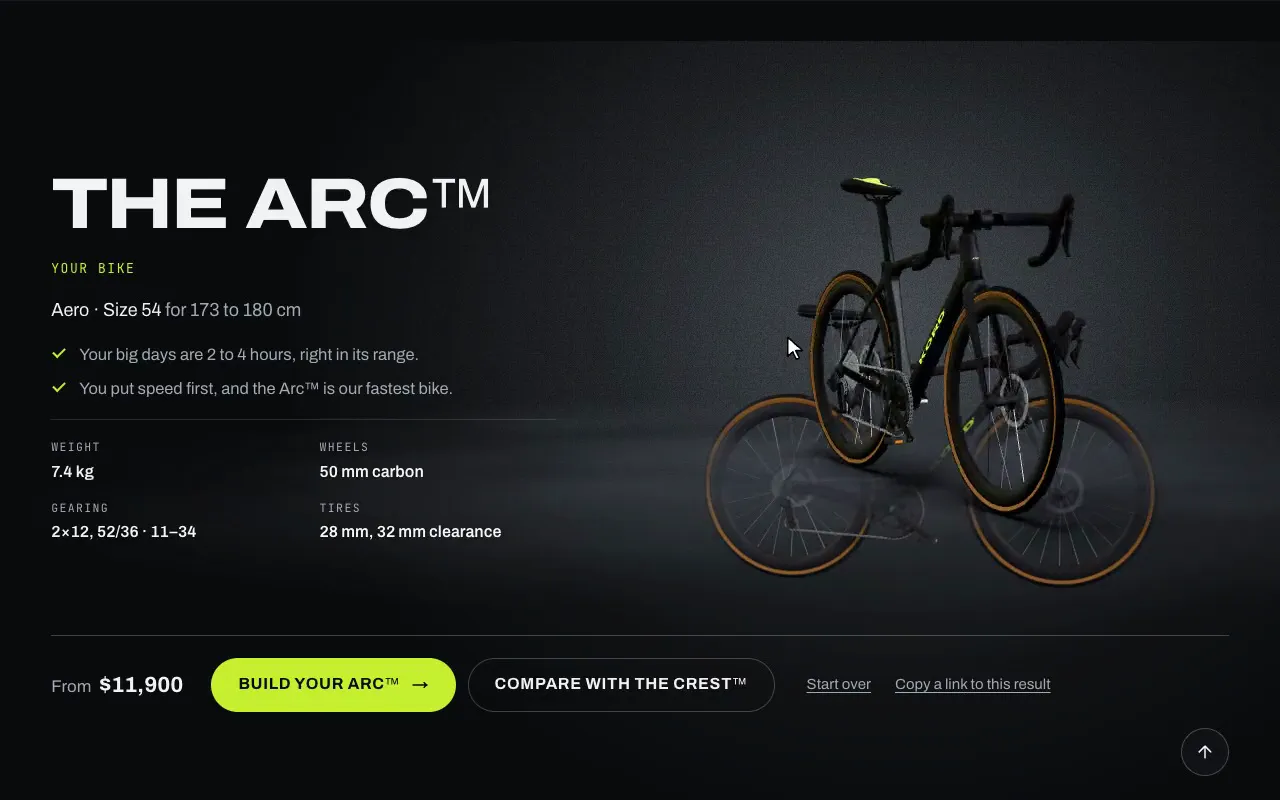 THE ARC™
YOUR BIKE
Aero · Size 54 for 173 to 180 cm
Your big days are 2 to 4 hours, right in its range.
You put speed first, and the Arc™ is our fastest bike.
WEIGHT
7.4 kg
WHEELS
50 mm carbon
GEARING
2×12, 52/36 · 11–34
TIRES
28 mm, 32 mm clearance
KORD
From $11,900
BUILD YOUR ARC™ →
COMPARE WITH THE CREST™
Start over
Copy a link to this result